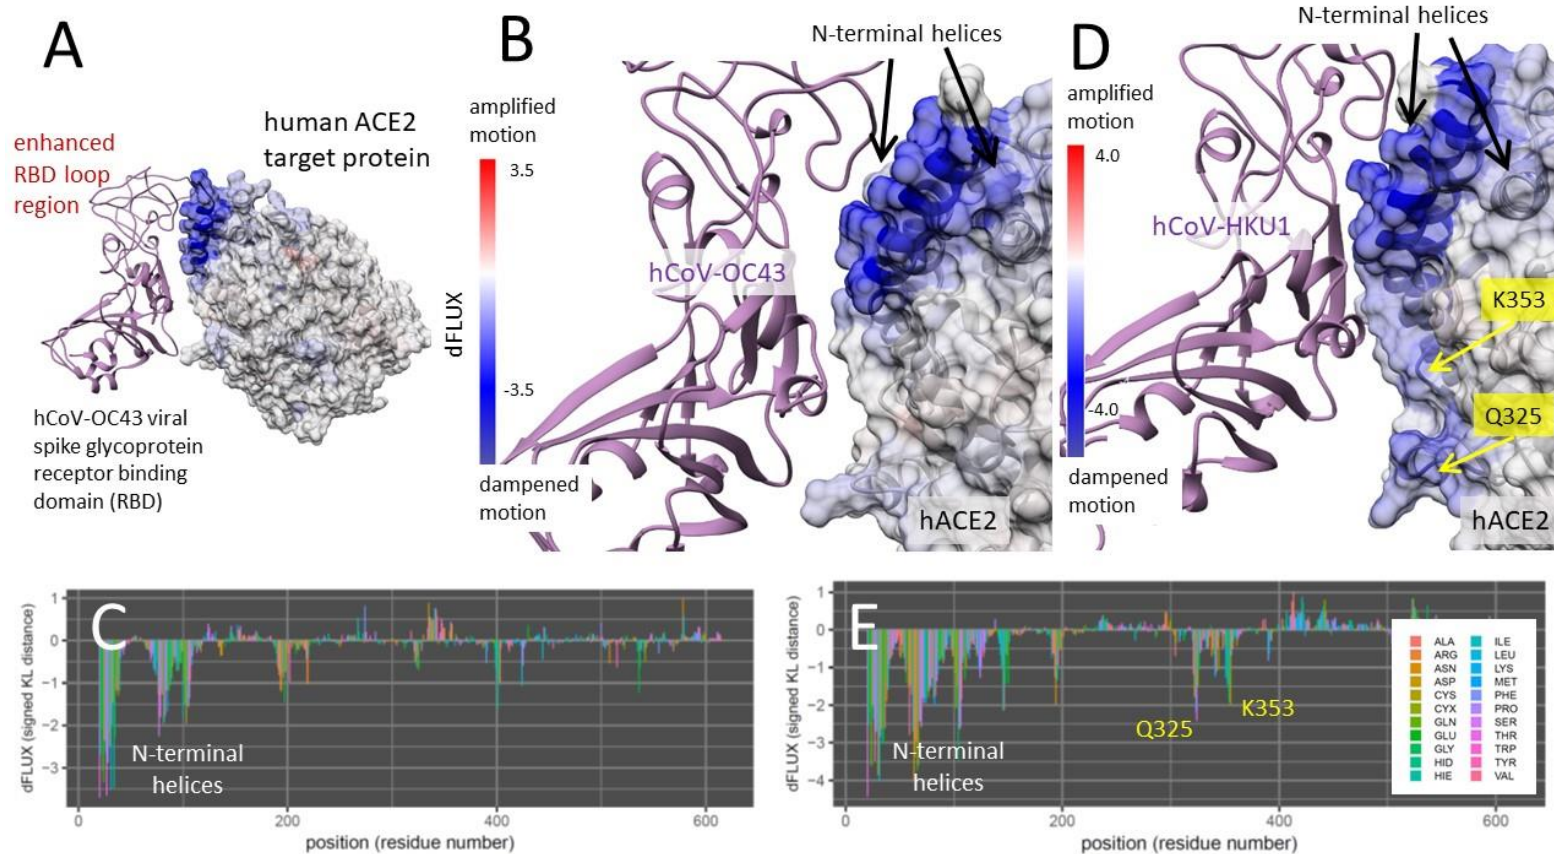 A
enhanced
RBD loop
region
human ACE2
target protein
hCoV-OC43 viral
spike glycoprotein
receptor binding
domain (RBD)
B
N-terminal helices
amplified
motion
3.5
dFLUX
-3.5
dampened
motion
hCoV-OC43
hACE2
D
N-terminal helices
amplified
motion
4.0
-4.0
dampened
motion
hCoV-HKU1
K353
Q325
hACE2
C
dFLUX (signed KL distance)
1
0
−1
−2
−3
N-terminal
helices
0 200 400 600
position (residue number)
E
dFLUX (signed KL distance)
1
0
−1
−2
−3
−4
N-terminal
helices
Q325
K353
0 200 400 600
position (residue number)
ALA ILE
ARG LEU
ASN LYS
ASP MET
CYS PHE
CYX PRO
GLN SER
GLU THR
GLY TRP
HID TYR
HIE VAL